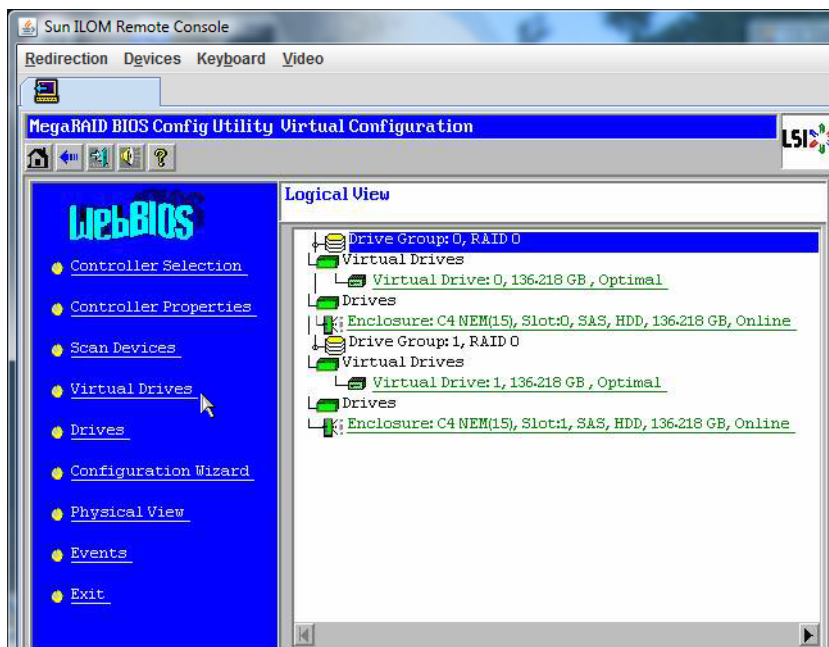 Sun ILOM Remote Console
Redirection Devices Keyboard Video
MegaRAID BIOS Config Utility Virtual Configuration
LSI
?
WebBIOS
Logical View
Controller Selection
Controller Properties
Scan Devices
Virtual Drives
Drives
Configuration Wizard
Physical View
Events
Exit
Drive Group: 0, RAID 0
Virtual Drives
Virtual Drive: 0, 136.218 GB , Optimal
Drives
Enclosure: C4 NEM(15), Slot:0, SAS, HDD, 136.218 GB, Online
Drive Group: 1, RAID 0
Virtual Drives
Virtual Drive: 1, 136.218 GB , Optimal
Drives
Enclosure: C4 NEM(15), Slot:1, SAS, HDD, 136.218 GB, Online